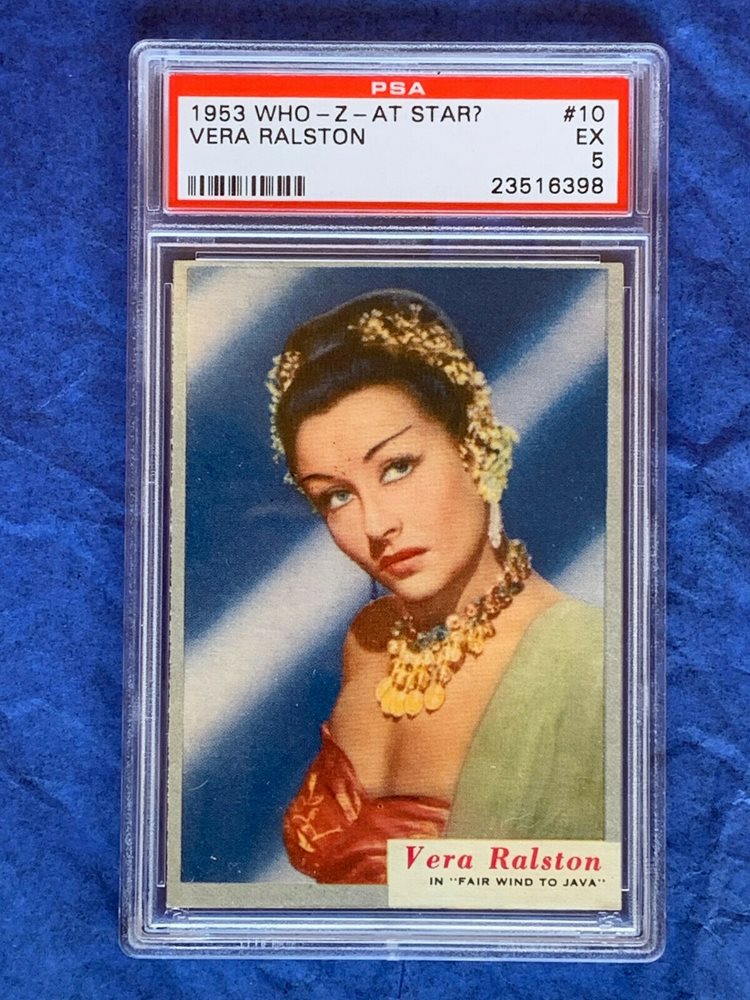 PSA
1953 WHO-Z-AT STAR? #10
VERA RALSTON EX
5
23516398
Vera Ralston
IN "FAIR WIND TO JAVA"